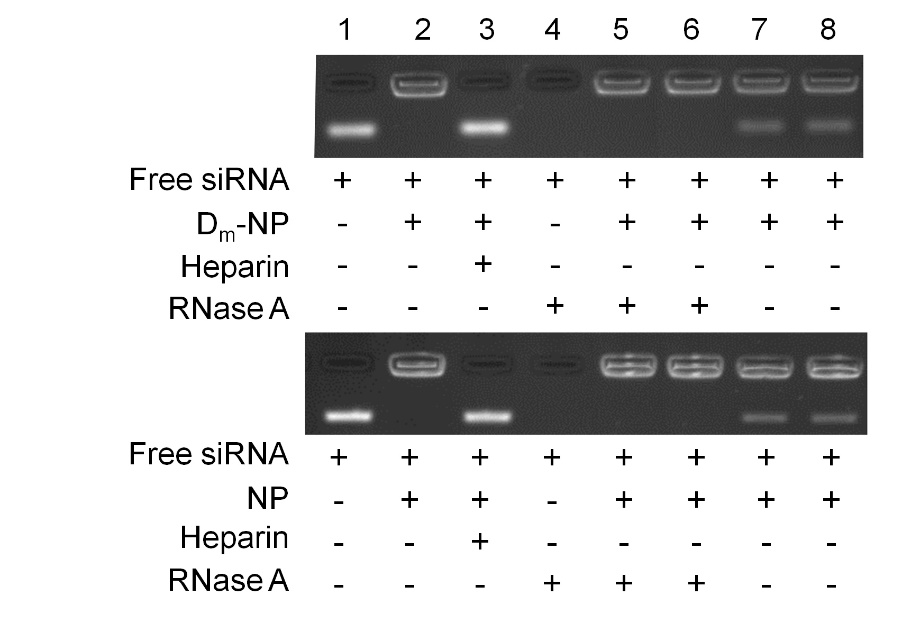 1 2 3 4 5 6 7 8
Free siRNA + + + + + + + +
Dm-NP - + + - + + + +
Heparin - - + - - - - -
RNase A - - - + + + - -
Free siRNA + + + + + + + +
NP - + + - + + + +
Heparin - - + - - - - -
RNase A - - - + + + - -